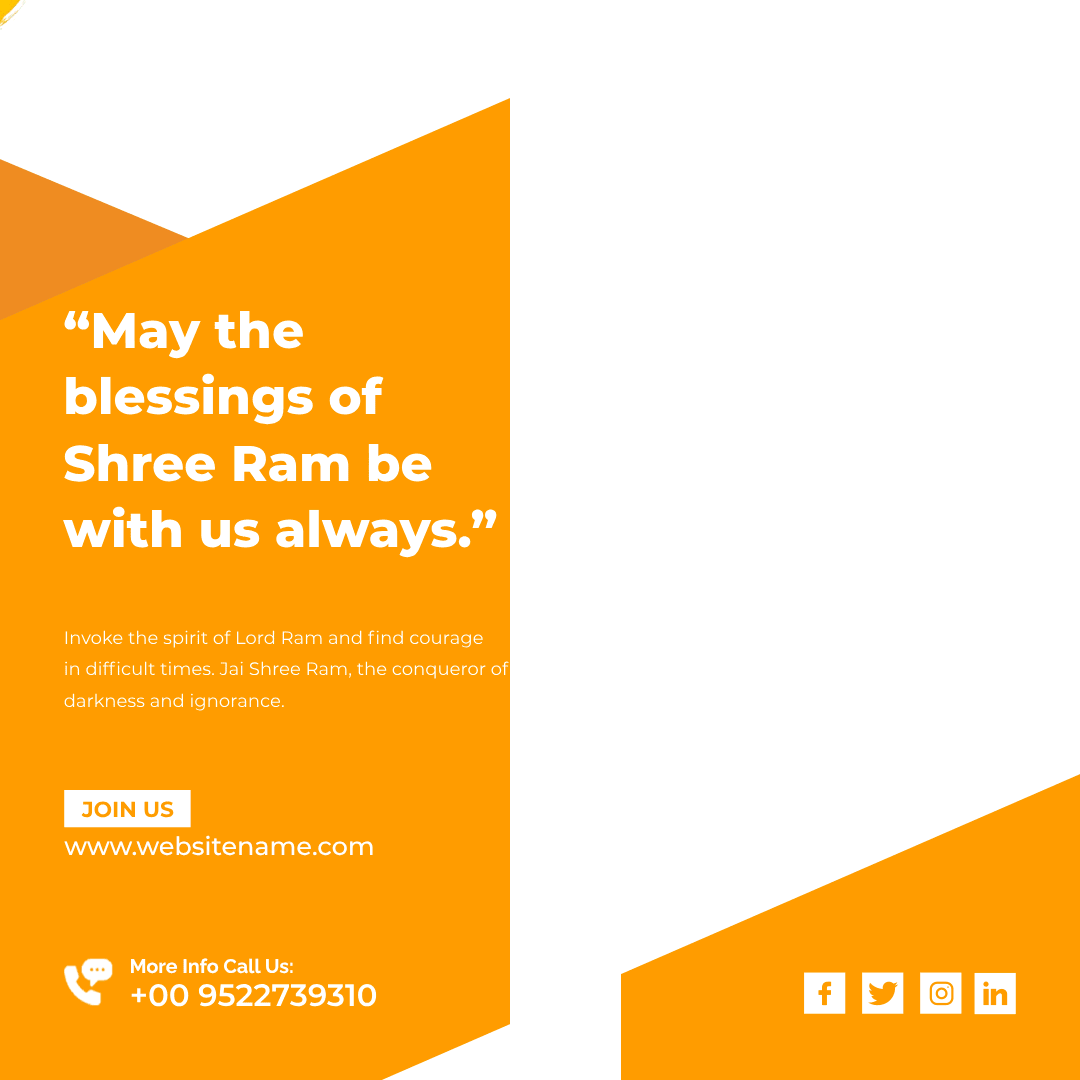 “May the
blessings of
Shree Ram be
with us always.”
Invoke the spirit of Lord Ram and find courage
in difficult times. Jai Shree Ram, the conqueror of
darkness and ignorance.
JOIN US
www.websitename.com
More Info Call Us:
+00 9522739310